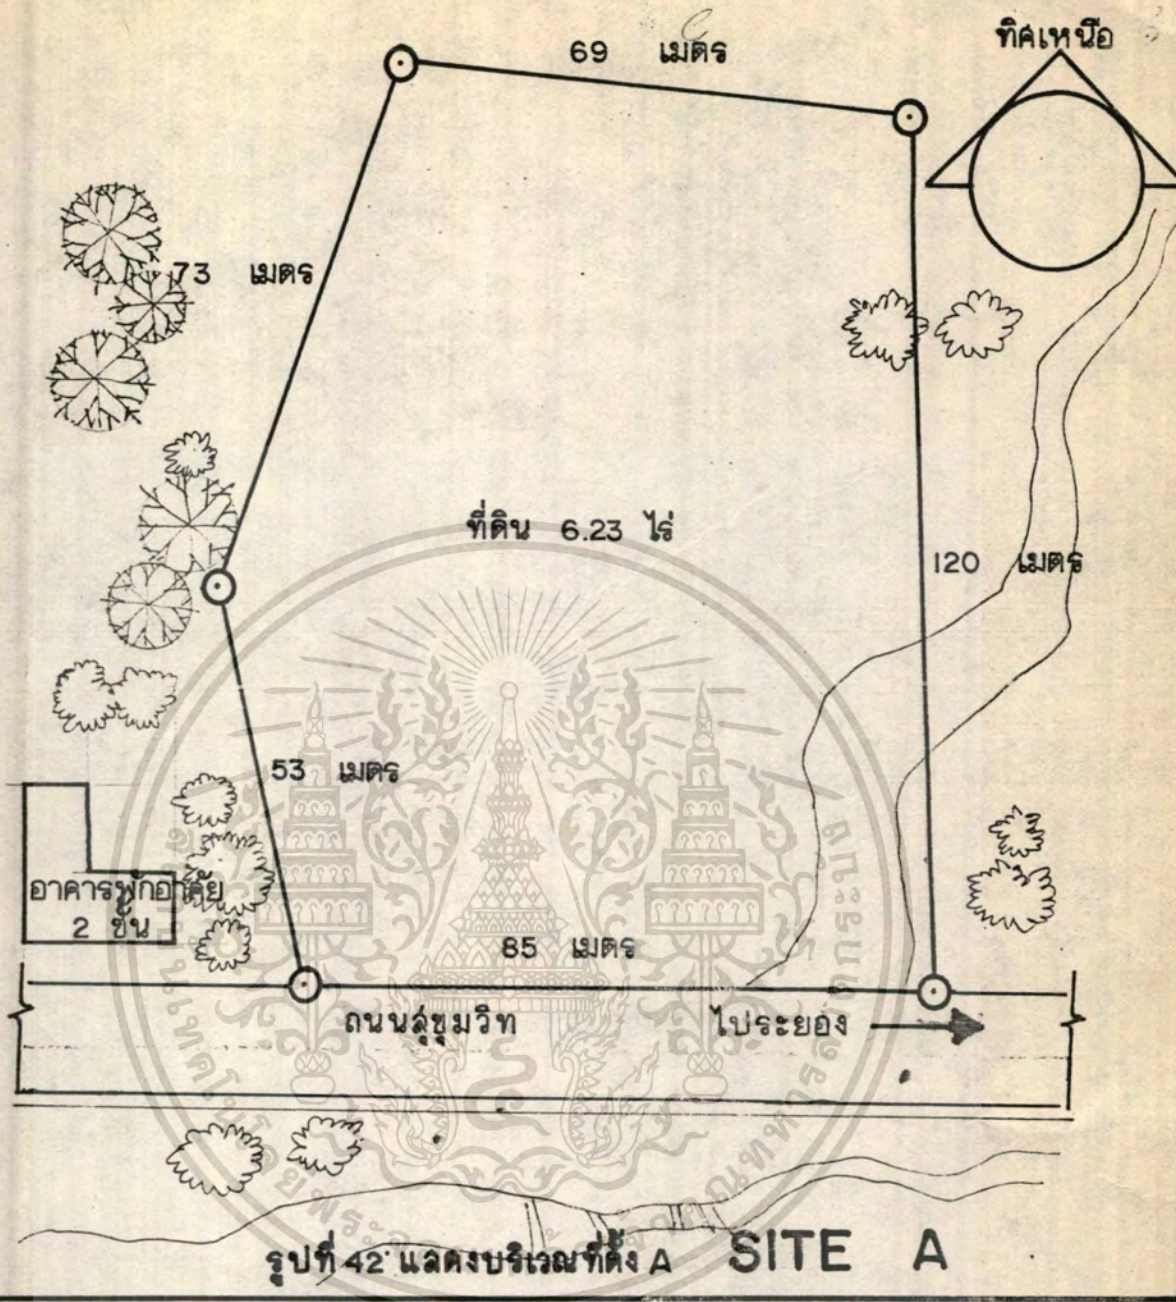 69 เมตร
ทิศเหนือ
73 เมตร
ที่ดิน 6.23 ไร่
120 เมตร
53 เมตร
อาคารพักอาศัย
2 ชั้น
85 เมตร
ถนนสุขุมวิท
ไประยอง
รูปที่ 42 แสดงบริเวณที่ตั้ง A SITE A